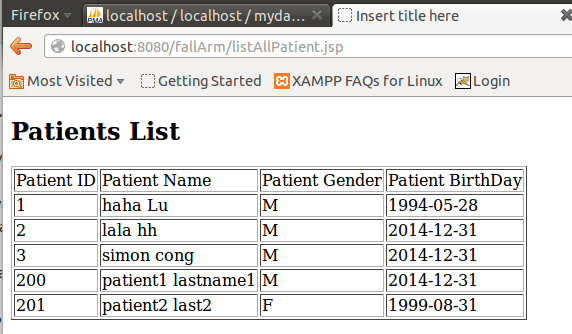 Firefox localhost / localhost / myda... Insert title here
localhost:8080/fallArm/listAllPatient.jsp
Most Visited Getting Started XAMPP FAQs for Linux Login
Patients List
Patient ID Patient Name Patient Gender Patient BirthDay
1 haha Lu M 1994-05-28
2 lala hh M 2014-12-31
3 simon cong M 2014-12-31
200 patient1 lastname1 M 2014-12-31
201 patient2 last2 F 1999-08-31